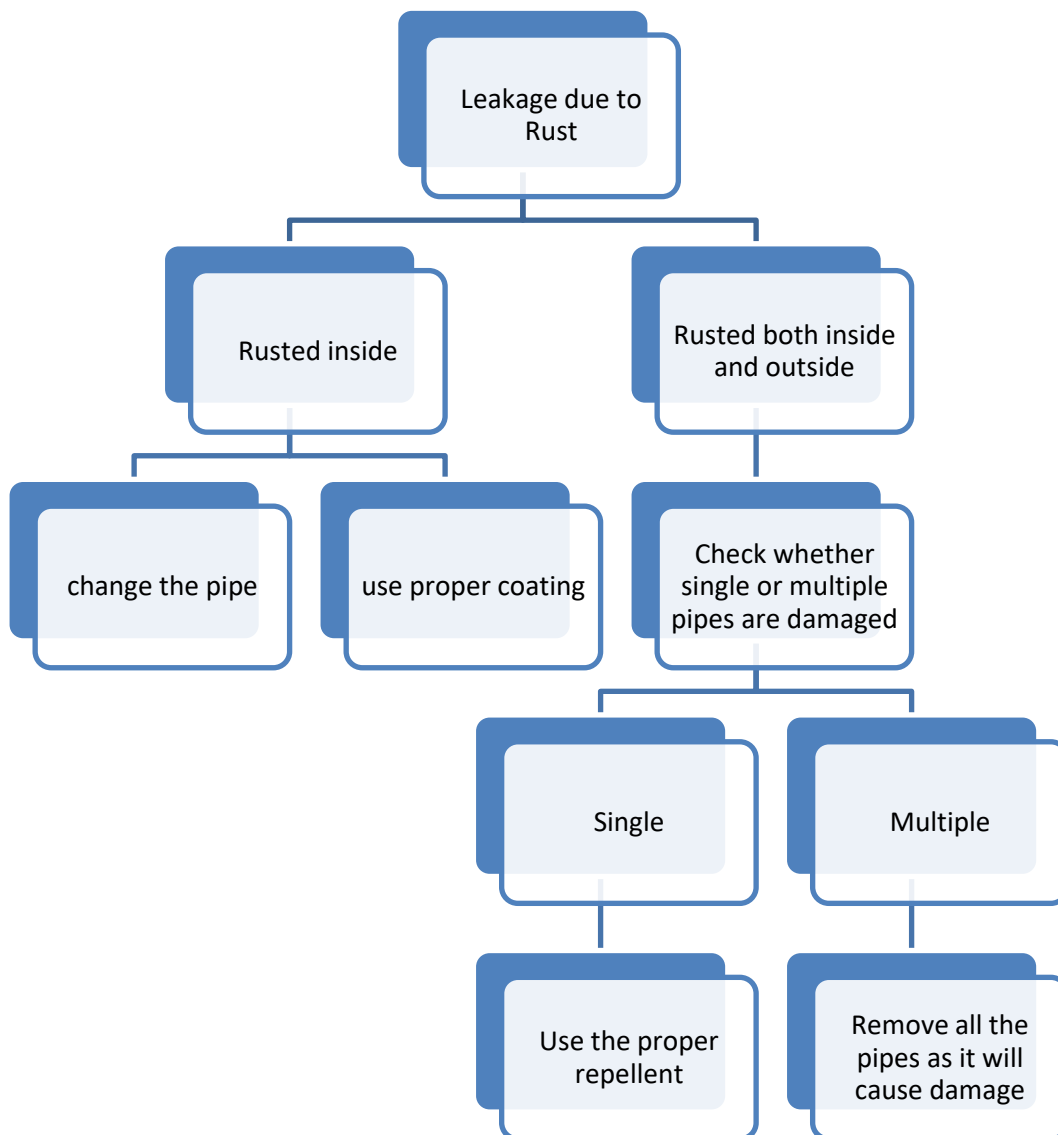 Leakage due to
Rust
Rusted inside
Rusted both inside
and outside
change the pipe
use proper coating
Check whether
single or multiple
pipes are damaged
Single
Multiple
Use the proper
repellent
Remove all the
pipes as it will
cause damage